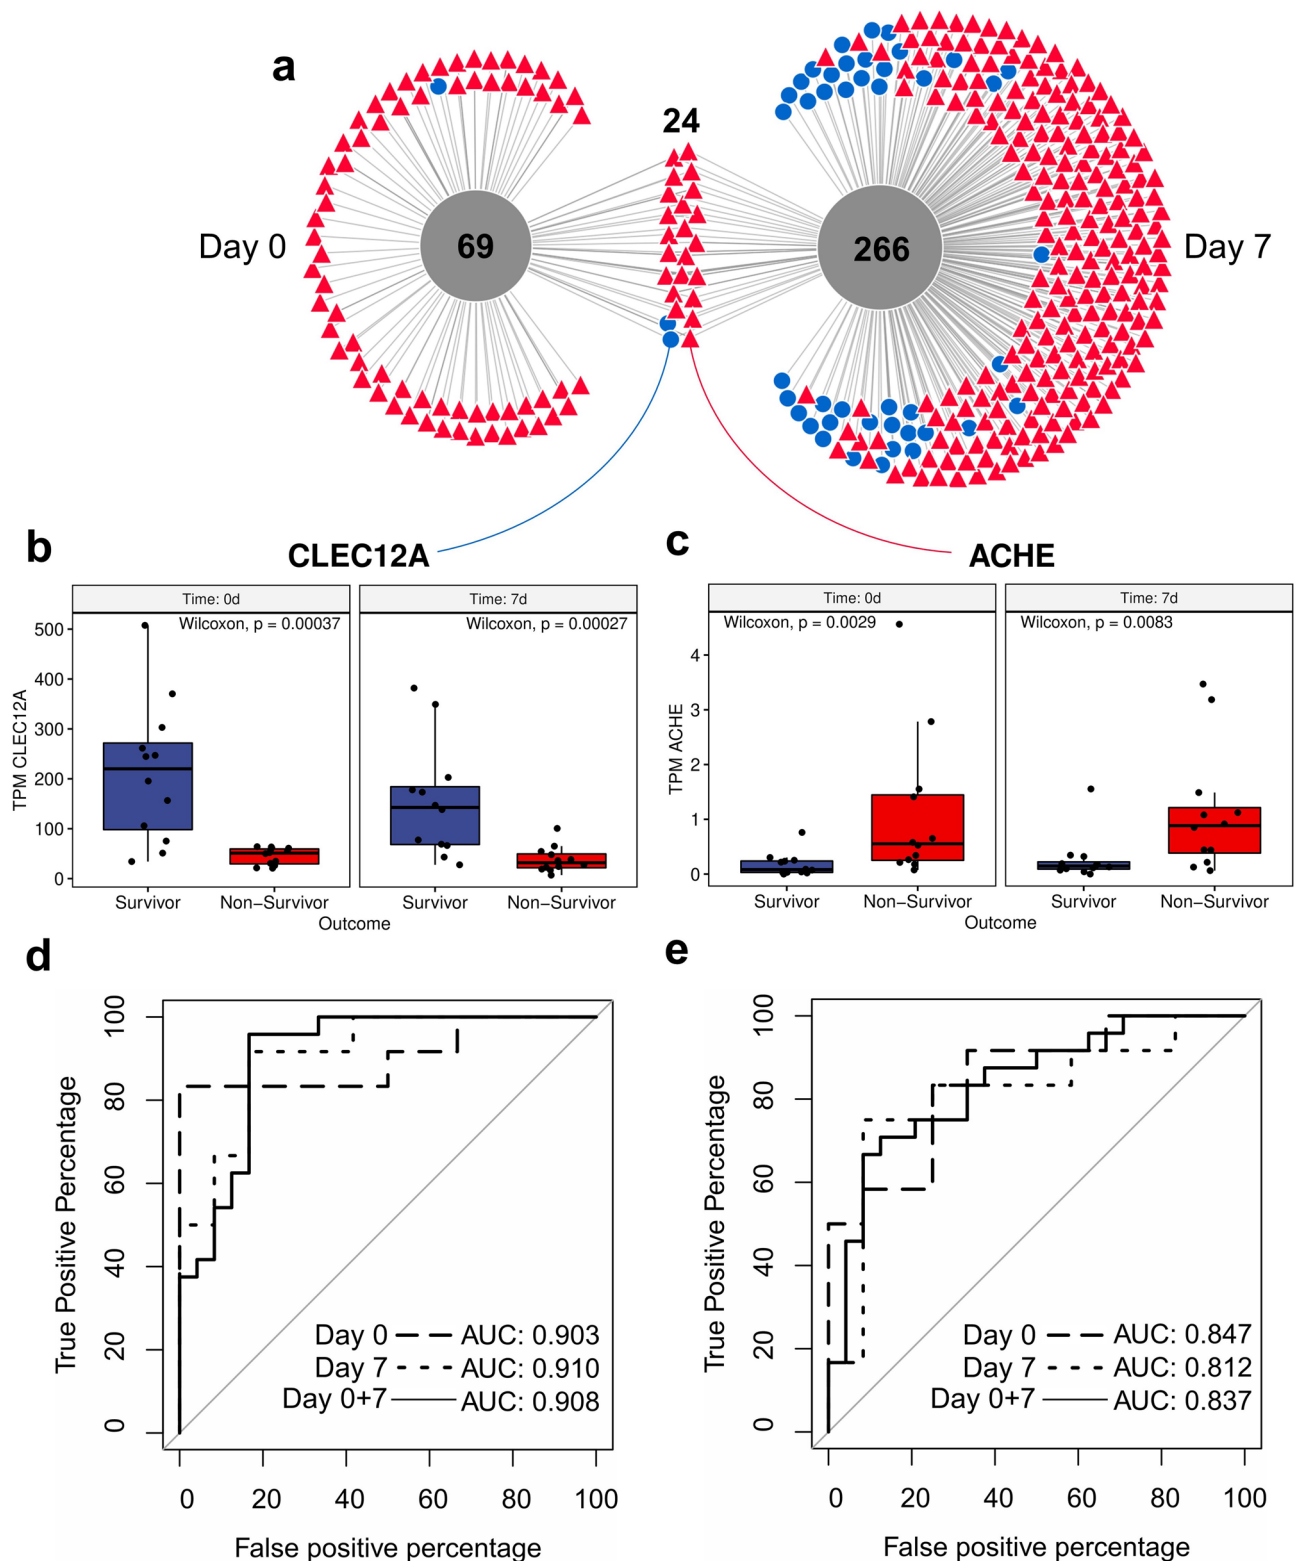 a
24
Day 0
69
266
Day 7
b
CLEC12A
c
ACHE
Time: 0d
Time: 7d
Wilcoxon, p = 0.00037
Wilcoxon, p = 0.00027
TPM CLEC12A
500
400
300
200
100
0
Survivor
Non−Survivor
Survivor
Non−Survivor
Outcome
Time: 0d
Time: 7d
Wilcoxon, p = 0.0029
Wilcoxon, p = 0.0083
TPM ACHE
4
3
2
1
0
Survivor
Non−Survivor
Survivor
Non−Survivor
Outcome
d
True Positive Percentage
100
80
60
40
20
0
Day 0 AUC: 0.903
Day 7 AUC: 0.910
Day 0+7 AUC: 0.908
0 20 40 60 80 100
False positive percentage
e
True Positive Percentage
100
80
60
40
20
0
Day 0 AUC: 0.847
Day 7 AUC: 0.812
Day 0+7 AUC: 0.837
0 20 40 60 80 100
False positive percentage